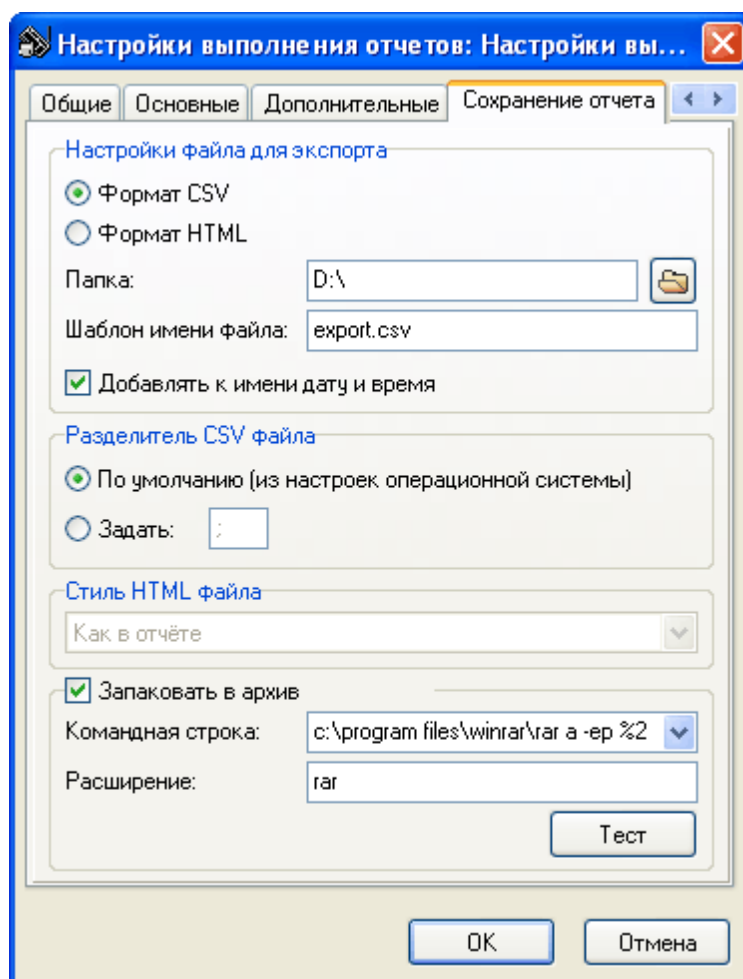 Настройки выполнения отчетов: Настройки вы...
Общие Основные Дополнительные Сохранение отчета
Настройки файла для экспорта
Формат CSV
Формат HTML
Папка: D:\
Шаблон имени файла: export.csv
Добавлять к имени дату и время
Разделитель CSV файла
По умолчанию (из настроек операционной системы)
Задать: ;
Стиль HTML файла
Как в отчёте
Запаковать в архив
Командная строка: c:\program files\winrar\rar a -ep %2
Расширение: rar
Тест
OK Отмена